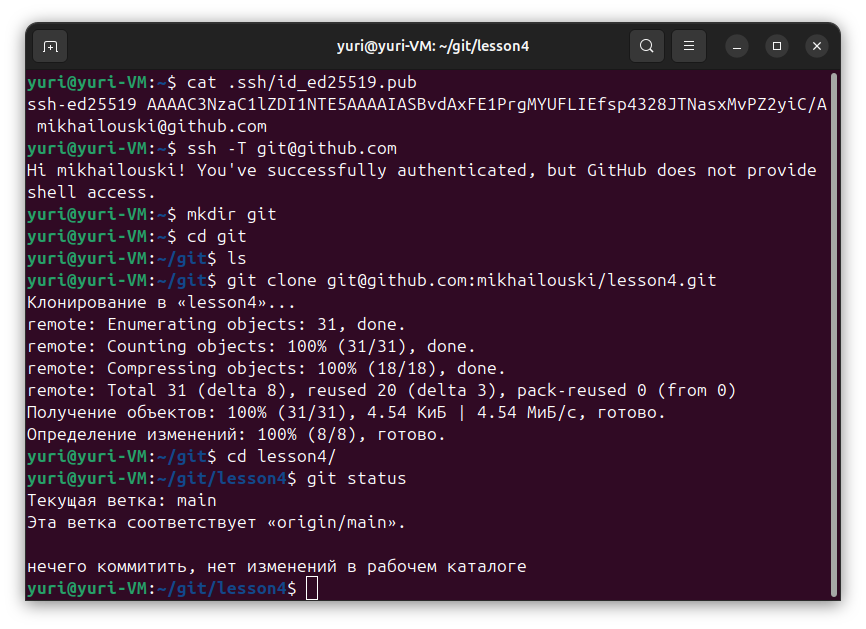 yuri@yuri-VM: ~/git/lesson4
yuri@yuri-VM:~$ cat .ssh/id_ed25519.pub
ssh-ed25519 AAAAC3NzaC1lZDI1NTE5AAAAIASBvdAxFE1PrgMYUFLIEfsp4328JTNasxMvPZ2yiC/A
 mikhailouski@github.com
yuri@yuri-VM:~$ ssh -T git@github.com
Hi mikhailouski! You've successfully authenticated, but GitHub does not provide
shell access.
yuri@yuri-VM:~$ mkdir git
yuri@yuri-VM:~$ cd git
yuri@yuri-VM:~/git$ ls
yuri@yuri-VM:~/git$ git clone git@github.com:mikhailouski/lesson4.git
Клонирование в «lesson4»...
remote: Enumerating objects: 31, done.
remote: Counting objects: 100% (31/31), done.
remote: Compressing objects: 100% (18/18), done.
remote: Total 31 (delta 8), reused 20 (delta 3), pack-reused 0 (from 0)
Получение объектов: 100% (31/31), 4.54 КиБ | 4.54 МиБ/с, готово.
Определение изменений: 100% (8/8), готово.
yuri@yuri-VM:~/git$ cd lesson4/
yuri@yuri-VM:~/git/lesson4$ git status
Текущая ветка: main
Эта ветка соответствует «origin/main».

нечего коммитить, нет изменений в рабочем каталоге
yuri@yuri-VM:~/git/lesson4$